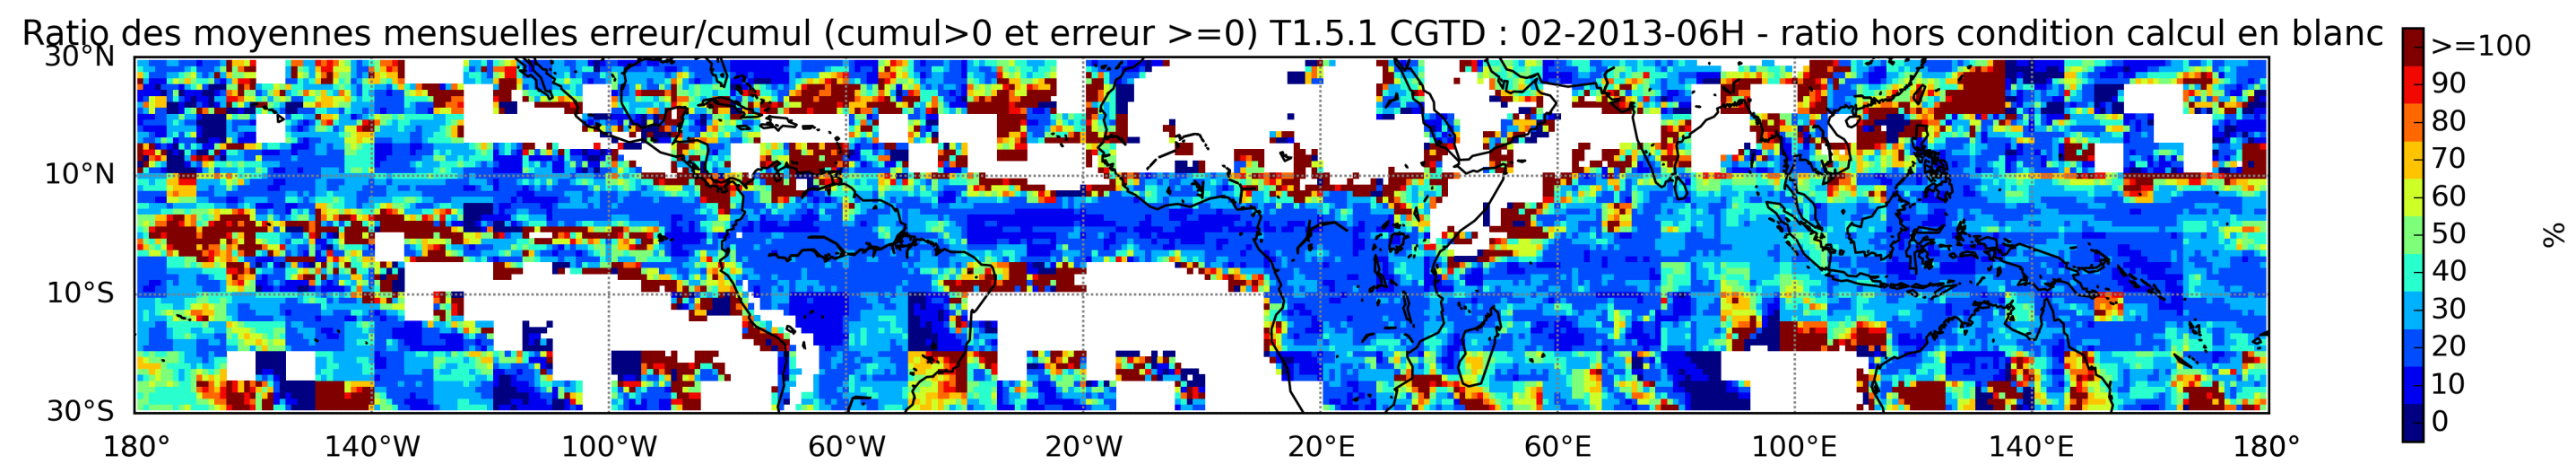 Ratio des moyennes mensuelles erreur/cumul (cumul>0 et erreur >=0) T1.5.1 CGTD : 02-2013-06H - ratio hors condition calcul en blanc
30°N
10°N
10°S
30°S
180° 140°W 100°W 60°W 20°W 20°E 60°E 100°E 140°E 180°
>=100
90
80
70
60
50
40
30
20
10
0
%